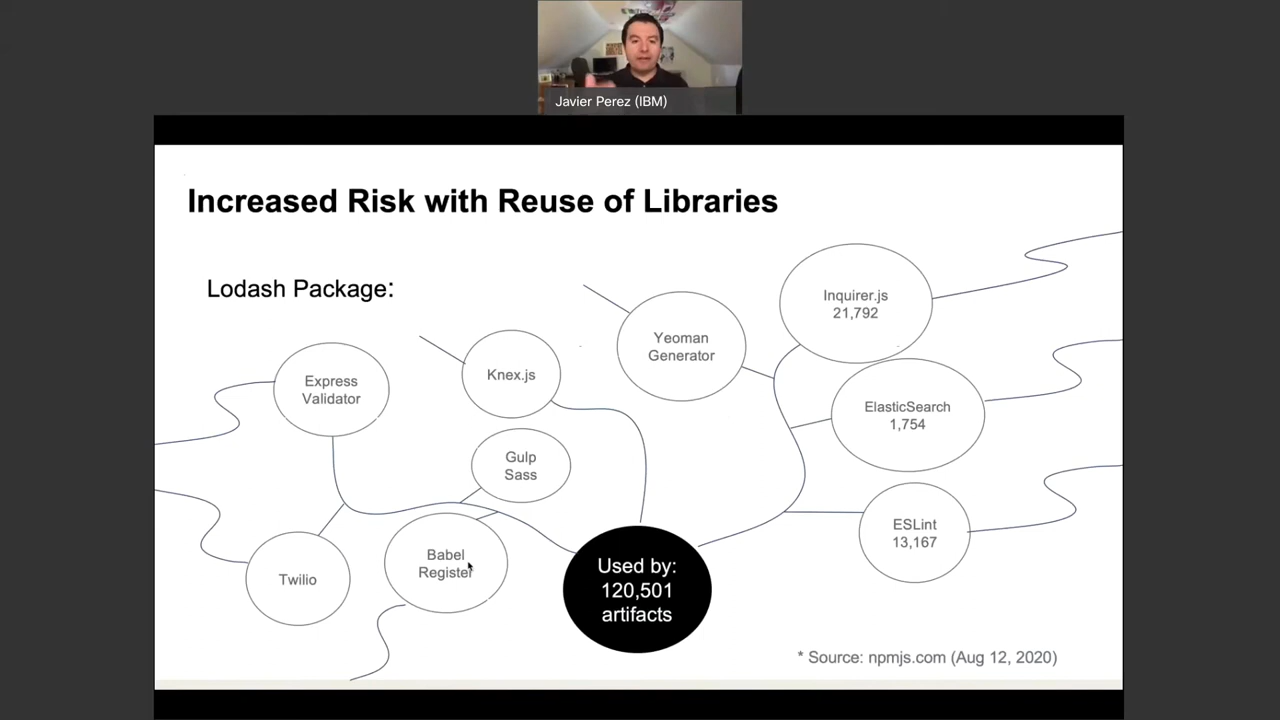 Javier Perez (IBM)
Increased Risk with Reuse of Libraries
Lodash Package:
Inquirer.js
21,792
Yeoman
Generator
Knex.js
Express
Validator
ElasticSearch
1,754
Gulp
Sass
ESLint
13,167
Babel
Register
Twilio
Used by:
120,501
artifacts
* Source: npmjs.com (Aug 12, 2020)